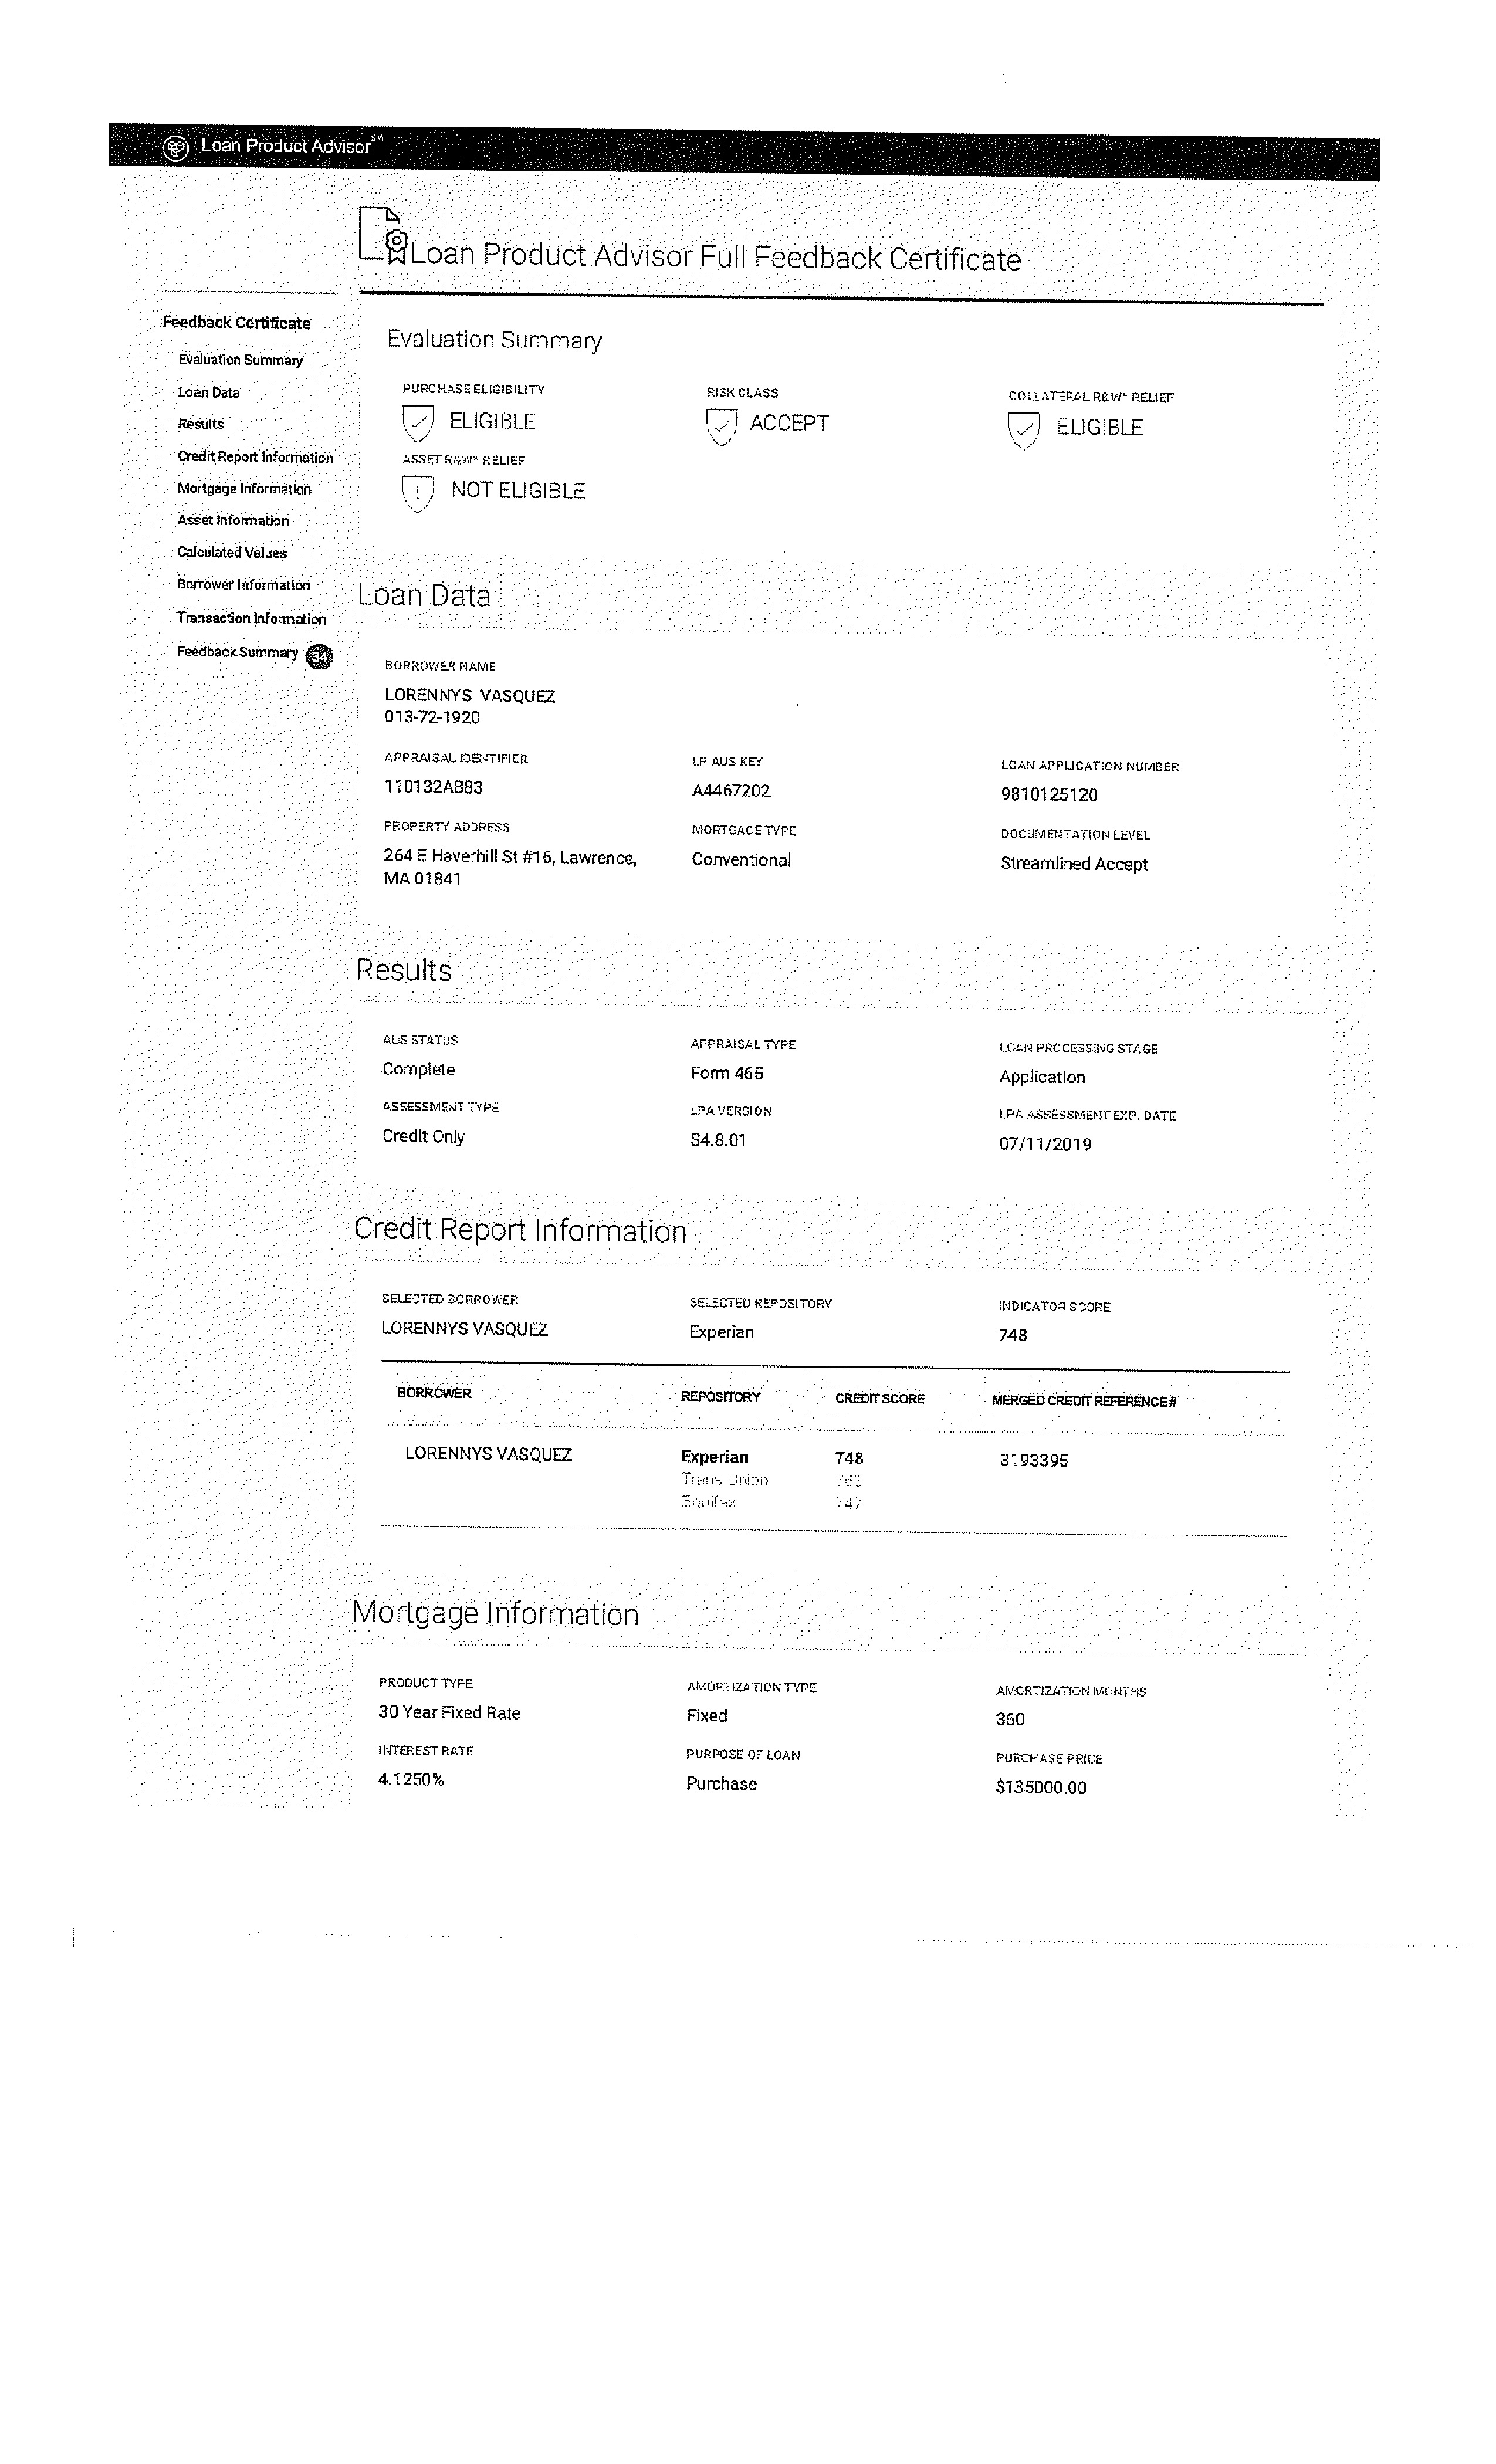 Loan Product Advisor℠
Loan Product Advisor Full Feedback Certificate
Feedback Certificate
Evaluation Summary
Loan Data
Results
Credit Report Information
Mortgage Information
Asset Information
Calculated Values
Borrower Information
Transaction Information
Feedback Summary 34
Evaluation Summary
PURCHASE ELIGIBILITY RISK CLASS COLLATERAL R&W* RELIEF
ELIGIBLE ACCEPT ELIGIBLE
ASSET R&W* RELIEF
NOT ELIGIBLE
Loan Data
BORROWER NAME
LORENNYS VASQUEZ
013-72-1920
APPRAISAL IDENTIFIER LP AUS KEY LOAN APPLICATION NUMBER
110132A883 A4467202 9810125120
PROPERTY ADDRESS MORTGAGE TYPE DOCUMENTATION LEVEL
264 E Haverhill St #16, Lawrence, Conventional Streamlined Accept
MA 01841
Results
AUS STATUS APPRAISAL TYPE LOAN PROCESSING STAGE
Complete Form 465 Application
ASSESSMENT TYPE LPA VERSION LPA ASSESSMENT EXP. DATE
Credit Only S4.8.01 07/11/2019
Credit Report Information
SELECTED BORROWER SELECTED REPOSITORY INDICATOR SCORE
LORENNYS VASQUEZ Experian 748
BORROWER REPOSITORY CREDIT SCORE MERGED CREDIT REFERENCE#
LORENNYS VASQUEZ Experian 748 3193395
Trans Union 763
Equifax 747
Mortgage Information
PRODUCT TYPE AMORTIZATION TYPE AMORTIZATION MONTHS
30 Year Fixed Rate Fixed 360
INTEREST RATE PURPOSE OF LOAN PURCHASE PRICE
4.1250% Purchase $135000.00